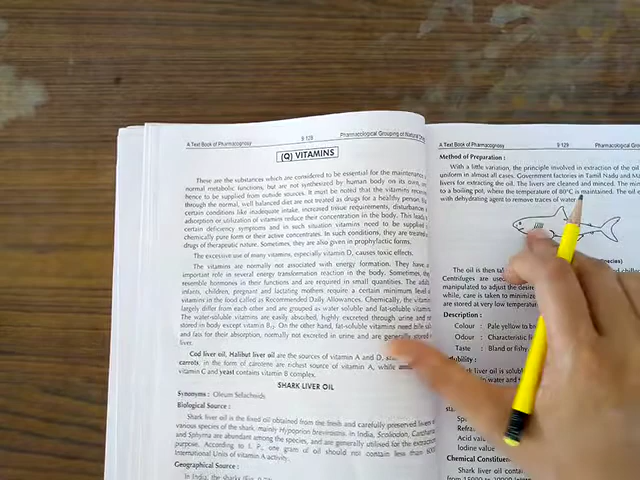 A Text Book of Pharmacognosy
9·129
Pharmacological Grouping of Natural
(Q) VITAMINS
These are the substances which are considered to be essential for the maintenance
normal metabolic functions, but are not synthesized by human body on its own,
hence to be supplied from outside sources. It must be noted that the vitamins
through the normal, well balanced diet are not treated as drugs for a healthy person.
certain conditions like inadequate intake, increased tissue requirements, disturbance
adsorption or utilization of vitamins reduce their concentration in the body. This leads
certain deficiency symptoms and in such situation vitamins need to be supplied
chemically pure form or their active concentrates. In such conditions, they are treated
drugs of therapeutic nature. Sometimes, they are also given in prophylactic forms.
The excessive use of many vitamins, especially vitamin D, causes toxic effects.
The vitamins are normally not associated with energy formation. They have
important role in several energy transformation reaction in the body. Sometimes,
resemble hormones in their functions and are required in small quantities. The
infants, children, pregnant and lactating mothers require a certain minimum level
vitamins in the food called as Recommended Daily Allowances. Chemically, the vitamins
largely differ from each other and are grouped as water soluble and fat-soluble
The water-soluble vitamins are easily absorbed, highly excreted through urine and
stored in body except vitamin B₁₂. On the other hand, fat-soluble vitamins need bile
and fats for their absorption, normally not excreted in urine and are generally stored
liver.
Cod liver oil, Halibut liver oil are the sources of vitamin A and D,
carrots, in the form of carotene are richest source of vitamin A, while
vitamin C and yeast contains vitamin B complex.
SHARK LIVER OIL
Synonyms : Oleum Selachoids
Biological Source :
Shark liver oil is the fixed oil obtained from the fresh and carefully preserved livers
various species of the shark, mainly Hypoprion brevirostris. In India, Scoliodon,
and Sphyrna are abundant among the species, and are generally utilised for the extraction
purpose. According to I. P., one gram of oil should not contain less than
International Units of vitamin A activity.
Geographical Source :
In India, the shark
A Text Book of Pharmacognosy
9·129
Method of Preparation :
With a little variation, the principle involved in extraction of the oil
uniform in almost all cases. Government factories in Tamil Nadu and
livers for extracting the oil. The livers are cleaned and minced. The
to a boiling pot, where the temperature of 80°C is maintained. The oil
with dehydrating agent to remove traces of water
The oil is then
Centrifuges are used
manipulated to adjust the
while, care is taken to
are stored at very low temperature
Description :
Colour : Pale yellow to
Odour : Characteristic
Taste : Bland or fishy
Shark liver oil is
Acid value
Iodine value
Chemical Constituents
Shark liver oil